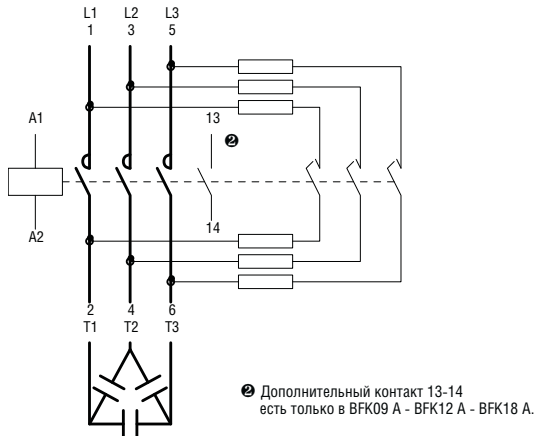 L1 L2 L3
1 3 5
A1 13
❷
A2 14
2 4 6
T1 T2 T3
❷ Дополнительный контакт 13-14
есть только в BFK09 A - BFK12 A - BFK18 A.